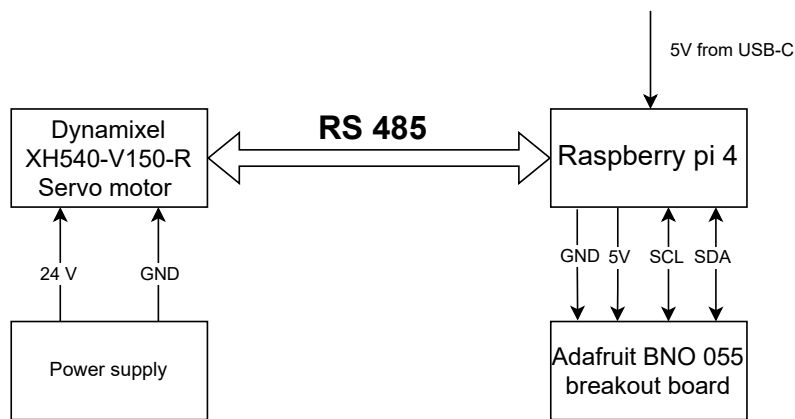 5V from USB-C
RS 485
Dynamixel
XH540-V150-R
Servo motor
Raspberry pi 4
24 V
GND
GND
5V
SCL
SDA
Power supply
Adafruit BNO 055
breakout board